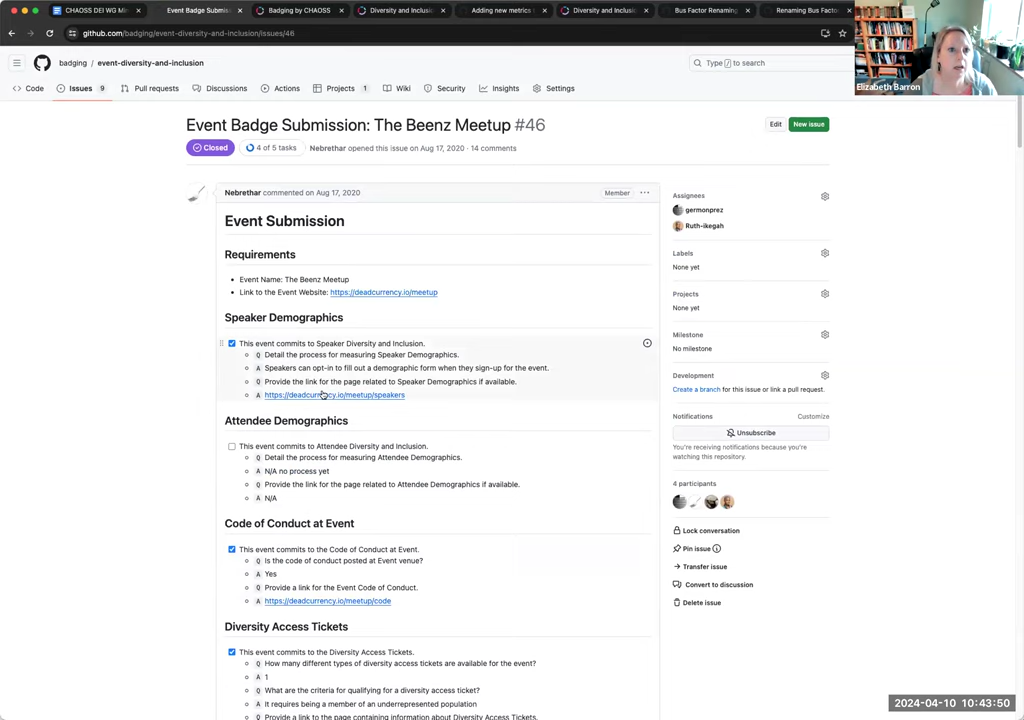 CHAOSS DEI WG M
Event Badge Submission:
Badging by CHAOSS
Diversity and Inclusi
Adding new metrics
Diversity and Inclusi
Bus Factor Renaming
Renaming Bus Facto
github.com/badging/event-diversity-and-inclusion/issues/46
badging / event-diversity-and-inclusion
Type / to search
Elizabeth Barron
Code
Issues 9
Pull requests
Discussions
Actions
Projects 1
Wiki
Security
Insights
Settings
Event Badge Submission: The Beenz Meetup #46
Edit
New issue
Closed
4 of 5 tasks
Nebrethar opened this issue on Aug 17, 2020 · 14 comments
Nebrethar commented on Aug 17, 2020
Member
Event Submission
Requirements
Event Name: The Beenz Meetup
Link to the Event Website: https://deadcurrency.io/meetup
Speaker Demographics
This event commits to Speaker Diversity and Inclusion.
Q Detail the process for measuring Speaker Demographics.
A Speakers can opt-in to fill out a demographic form when they sign-up for the event.
Q Provide the link for the page related to Speaker Demographics if available.
A https://deadcurrency.io/meetup/speakers
Attendee Demographics
This event commits to Attendee Diversity and Inclusion.
Q Detail the process for measuring Attendee Demographics.
A N/A no process yet
Q Provide the link for the page related to Attendee Demographics if available.
A N/A
Code of Conduct at Event
This event commits to the Code of Conduct at Event.
Q Is the code of conduct posted at Event venue?
A Yes
Q Provide a link for the Event Code of Conduct.
A https://deadcurrency.io/meetup/code
Diversity Access Tickets
This event commits to the Diversity Access Tickets.
Q How many different types of diversity access tickets are available for the event?
A 1
Q What are the criteria for qualifying for a diversity access ticket?
A It requires being a member of an underrepresented population
Q Provide a link to the page containing information about Diversity Access Tickets.
Assignees
germonprez
Ruth-ikegah
Labels
None yet
Projects
None yet
Milestone
No milestone
Development
Create a branch for this issue or link a pull request.
Notifications
Customize
Unsubscribe
You're receiving notifications because you're
watching this repository.
4 participants
Lock conversation
Pin issue
Transfer issue
Convert to discussion
Delete issue
2024-04-10 10:43:50